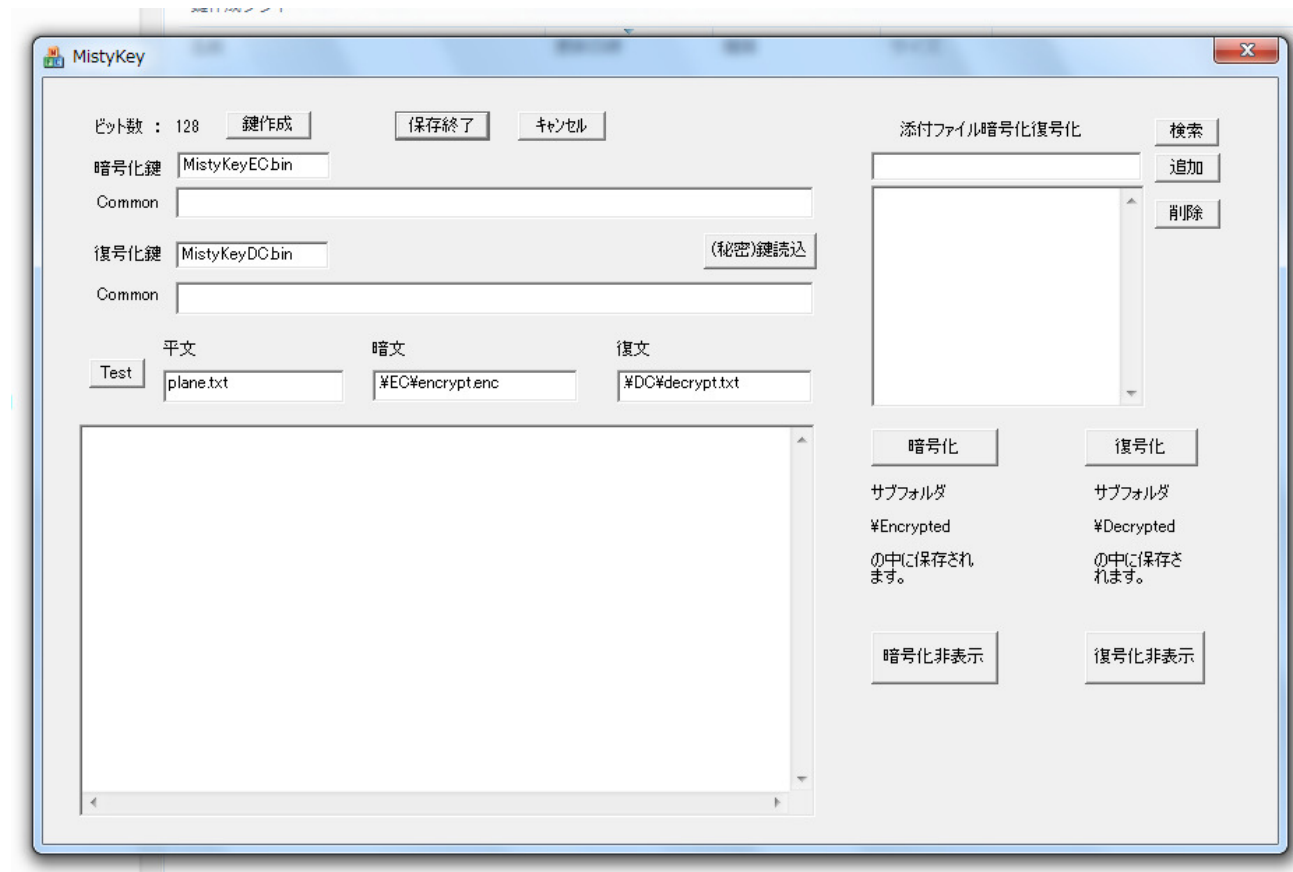 MistyKey
ビット数 : 128 鍵作成 保存終了 キャンセル
添付ファイル暗号化復号化 検索
暗号化鍵 MistyKeyEC.bin
追加
Common
削除
復号化鍵 MistyKeyDC.bin (秘密)鍵読込
Common
平文 暗文 復文
Test plane.txt ¥EC¥encrypt.enc ¥DC¥decrypt.txt
暗号化 復号化
サブフォルダ サブフォルダ
¥Encrypted ¥Decrypted
の中に保存され の中に保存さ
ます。 れます。
暗号化非表示 復号化非表示